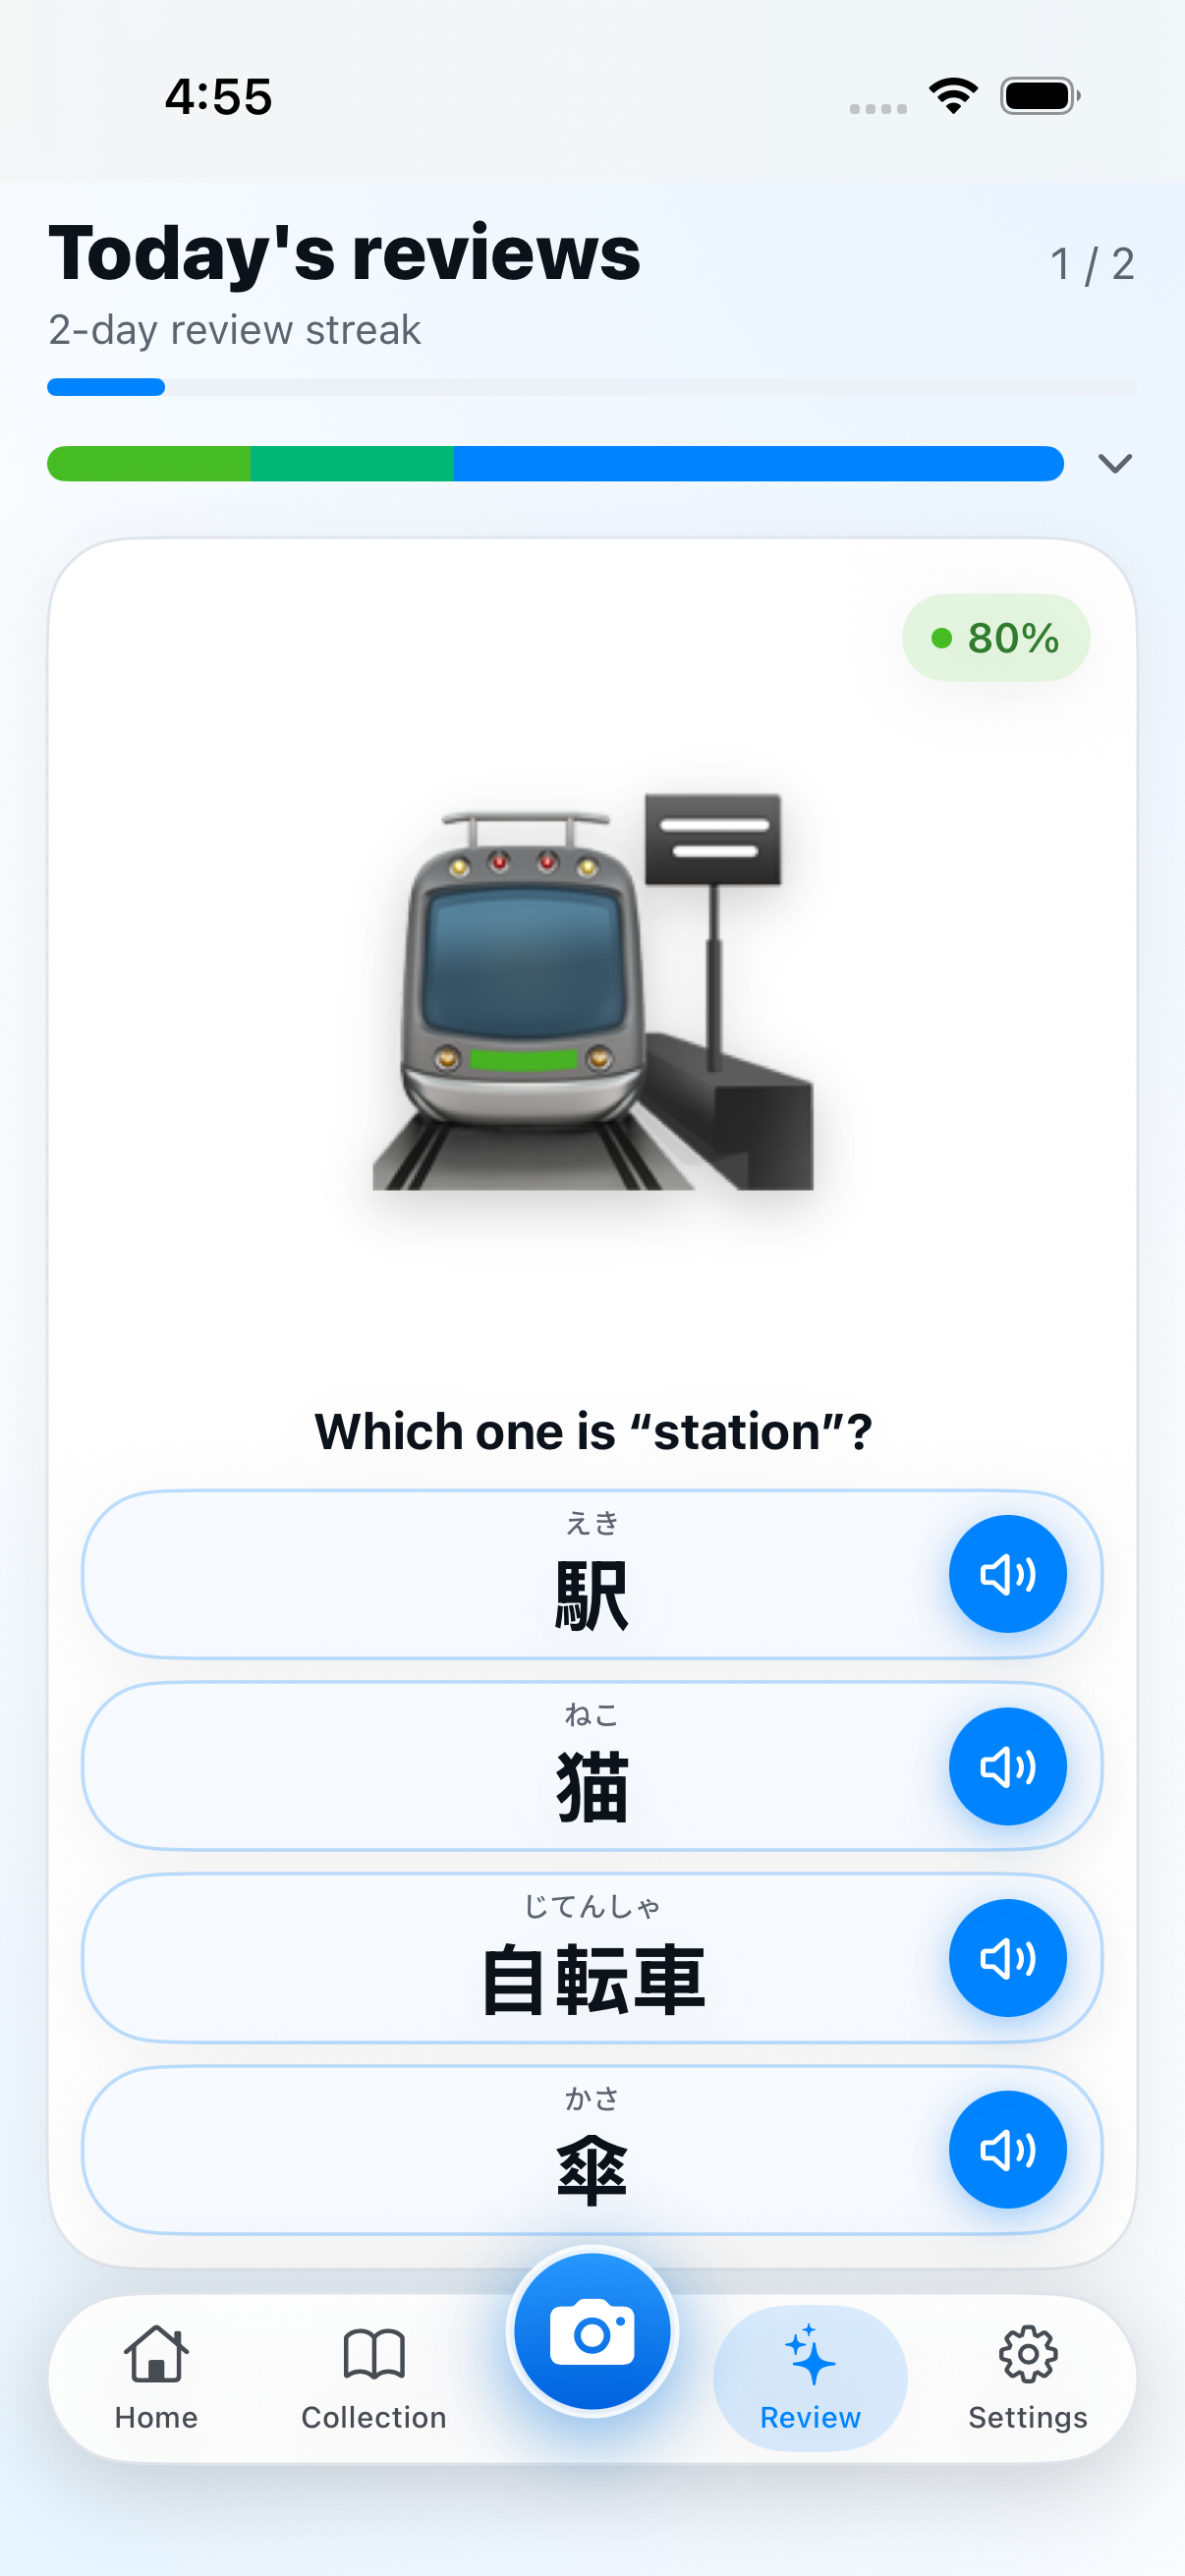 4:55
Today's reviews
1 / 2
2-day review streak
80%
Which one is “station”?
えき
駅
ねこ
猫
じてんしゃ
自転車
かさ
傘
Home
Collection
Review
Settings